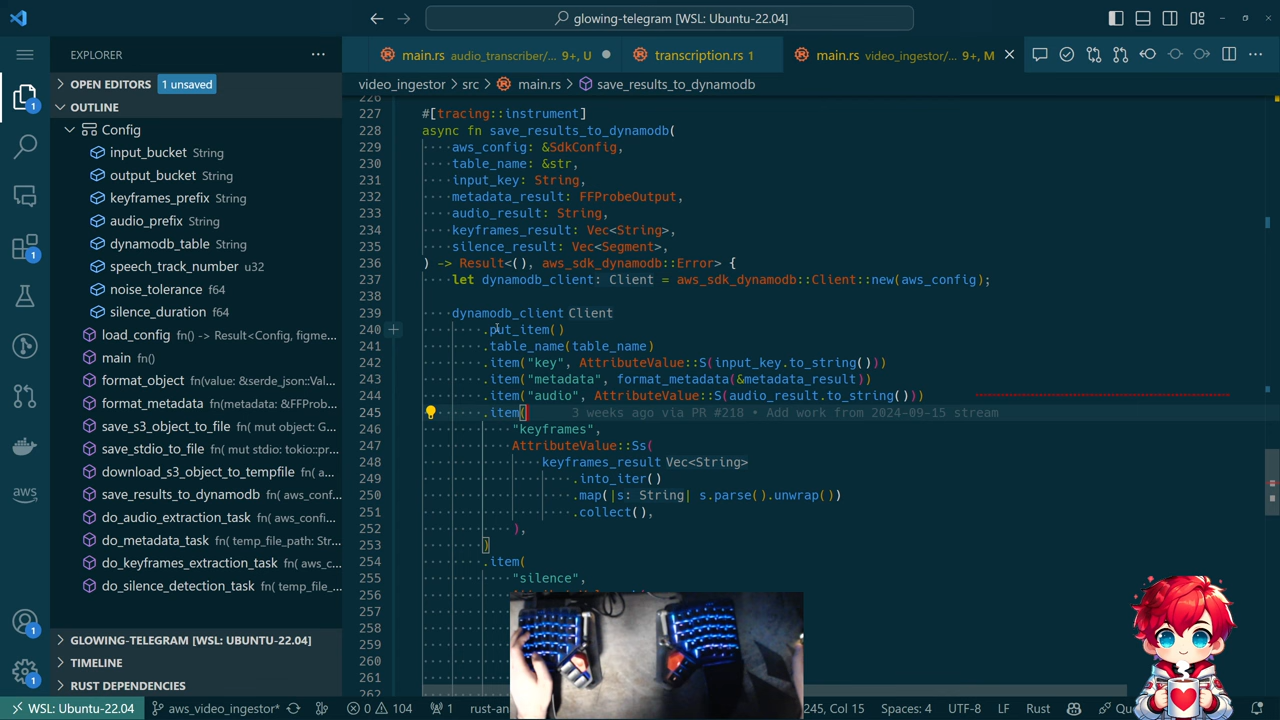 glowing-telegram [WSL: Ubuntu-22.04]
EXPLORER
main.rs audio_transcriber/... 9+, U
transcription.rs 1
main.rs video_ingestor/... 9+, M
OPEN EDITORS 1 unsaved
OUTLINE
Config
input_bucket String
output_bucket String
keyframes_prefix String
audio_prefix String
dynamodb_table String
speech_track_number u32
noise_tolerance f64
silence_duration f64
load_config fn() -> Result<Config, figme...
main fn()
format_object fn(value: &serde_json::Val...
format_metadata fn(metadata: &FFProb...
save_s3_object_to_file fn(mut object: G...
save_stdio_to_file fn(mut stdio: tokio::pr...
download_s3_object_to_tempfile fn( a...
save_results_to_dynamodb fn( aws_conf...
do_audio_extraction_task fn( aws_confi...
do_metadata_task fn( temp_file_path: Str...
do_keyframes_extraction_task fn( aws_c...
do_silence_detection_task fn( temp_file_...
GLOWING-TELEGRAM [WSL: UBUNTU-22.04]
TIMELINE
RUST DEPENDENCIES
video_ingestor > src > main.rs > save_results_to_dynamodb
226
227 #[tracing::instrument]
228 async fn save_results_to_dynamodb(
229 aws_config: &SdkConfig,
230 table_name: &str,
231 input_key: String,
232 metadata_result: FFProbeOutput,
233 audio_result: String,
234 keyframes_result: Vec<String>,
235 silence_result: Vec<Segment>,
236 ) -> Result<(), aws_sdk_dynamodb::Error> {
237 let dynamodb_client: Client = aws_sdk_dynamodb::Client::new(aws_config);
238
239 dynamodb_client Client
240 .put_item()
241 .table_name(table_name)
242 .item("key", AttributeValue::S(input_key.to_string()))
243 .item("metadata", format_metadata(&metadata_result))
244 .item("audio", AttributeValue::S(audio_result.to_string()))
245 .item( 3 weeks ago via PR #218 • Add work from 2024-09-15 stream
246 "keyframes",
247 AttributeValue::Ss(
248 keyframes_result Vec<String>
249 .into_iter()
250 .map(|s: String| s.parse().unwrap())
251 .collect(),
252 ),
253 )
254 .item(
255 "silence",
256
257
258
259
260
261
262
1
1
1
1
aws
WSL: Ubuntu-22.04
aws_video_ingestor*
0 104
1
rust-an
245, Col 15
Spaces: 4
UTF-8
LF
Rust